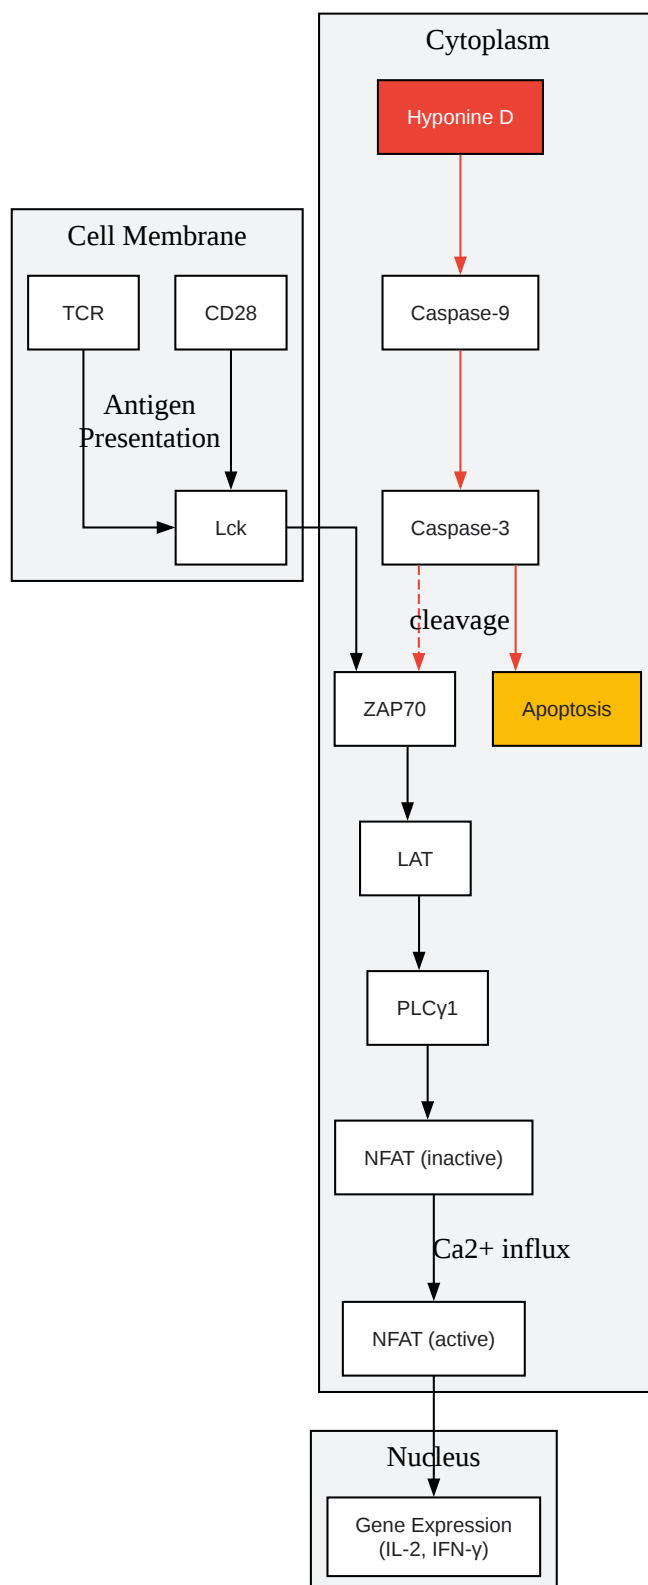 Cytoplasm
Hyponine D
Cell Membrane
TCR
CD28
Caspase-9
Antigen
Presentation
Lck
Caspase-3
cleavage
ZAP70
Apoptosis
LAT
PLCγ1
NFAT (inactive)
Ca2+ influx
NFAT (active)
Nucleus
Gene Expression
(IL-2, IFN-γ)